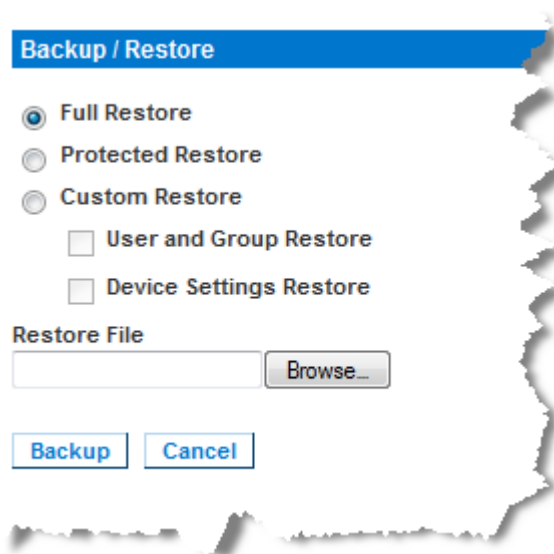 Backup / Restore
Full Restore
Protected Restore
Custom Restore
User and Group Restore
Device Settings Restore
Restore File
Browse...
Backup Cancel